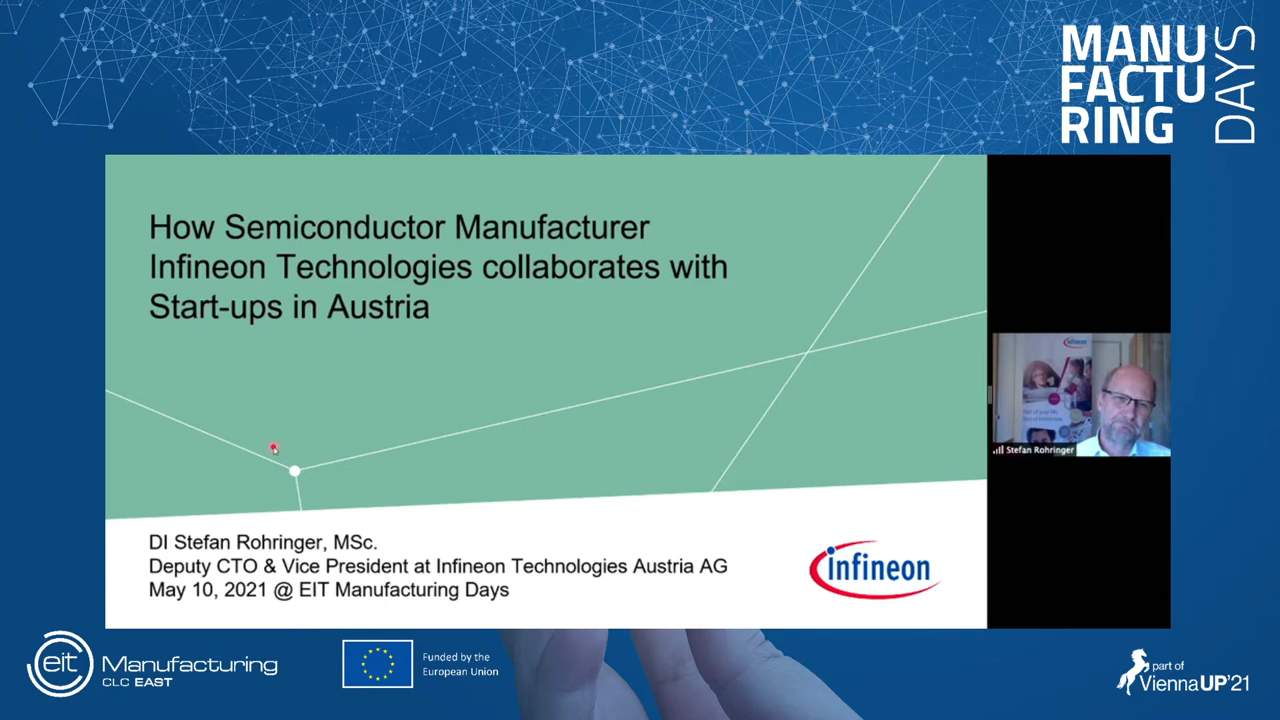 MANU
FACTU
RING
DAYS
How Semiconductor Manufacturer
Infineon Technologies collaborates with
Start-ups in Austria
infineon
Stefan Rohringer
DI Stefan Rohringer, MSc.
Deputy CTO & Vice President at Infineon Technologies Austria AG
May 10, 2021 @ EIT Manufacturing Days
infineon
eit Manufacturing
CLC EAST
Funded by the
European Union
part of
ViennaUP'21